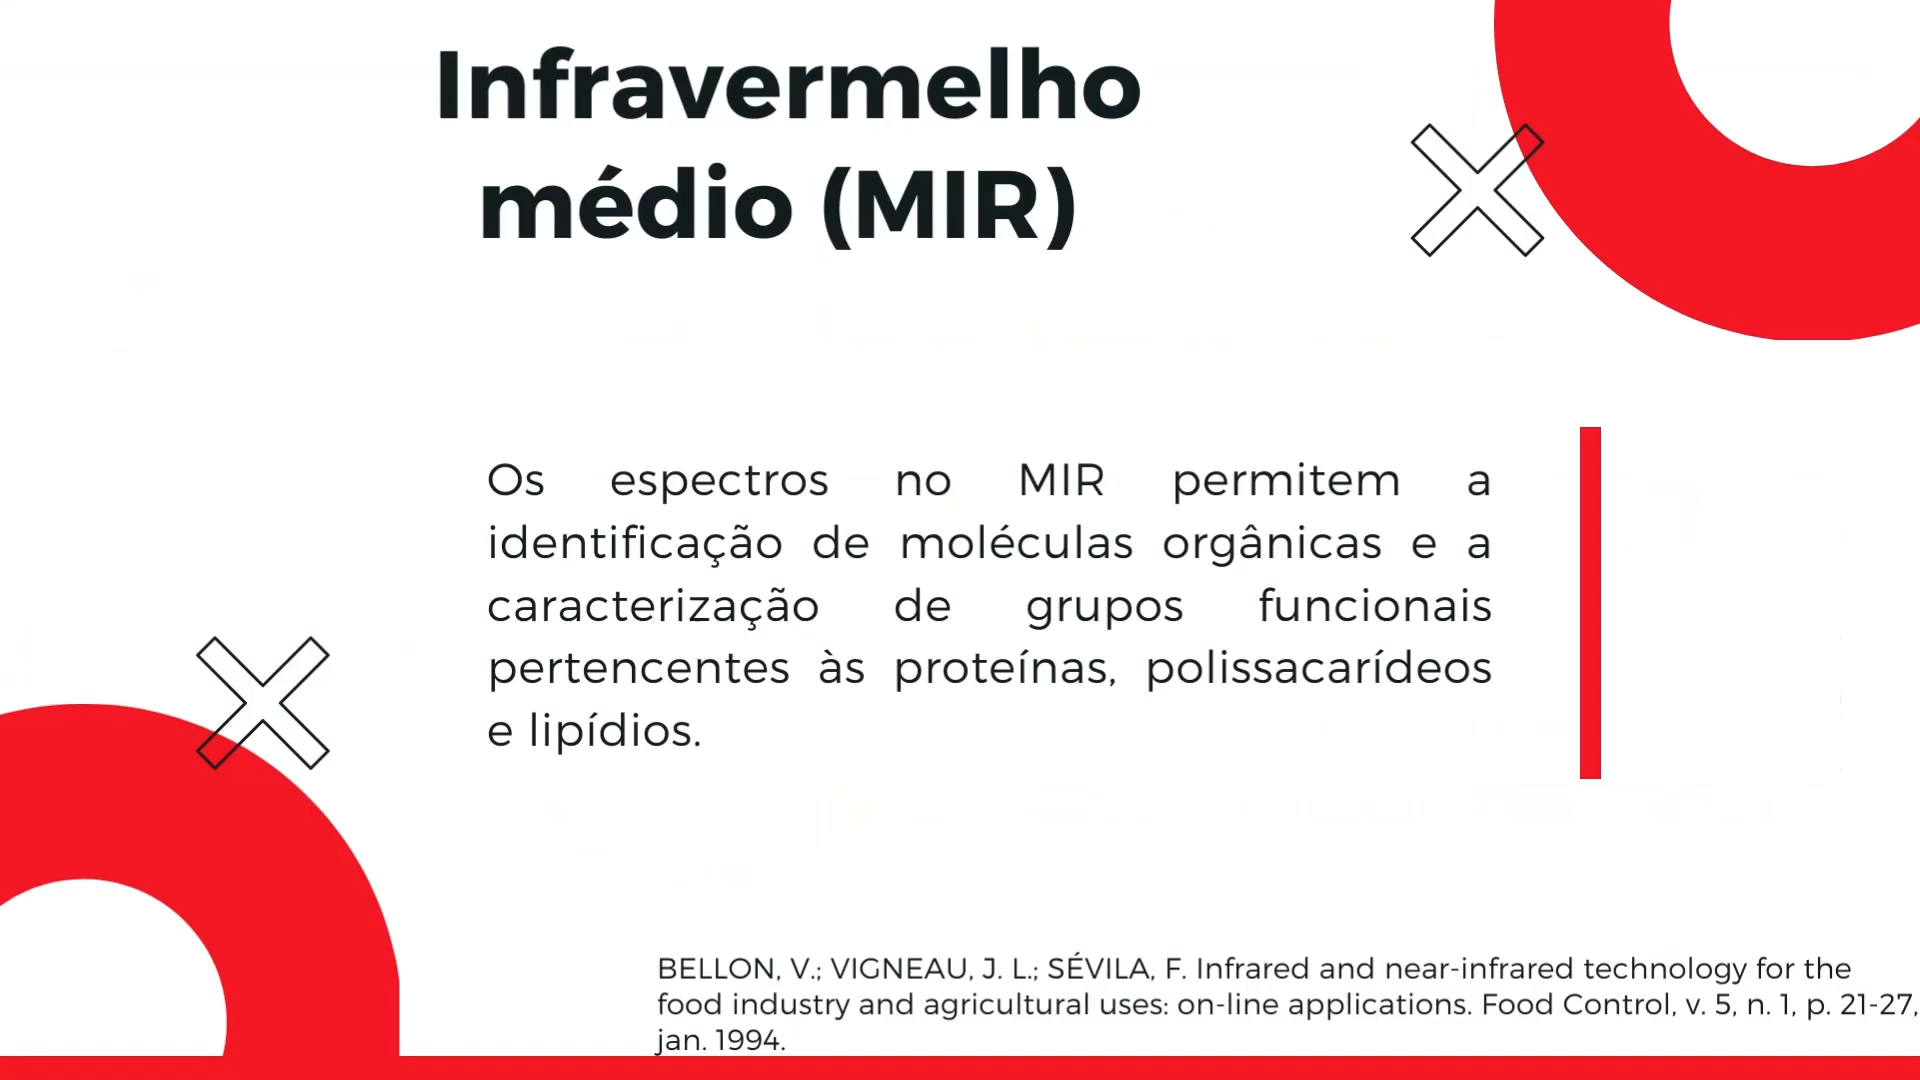 Infravermelho
médio (MIR)
Os espectros no MIR permitem a
identificação de moléculas orgânicas e a
caracterização de grupos funcionais
pertencentes às proteínas, polissacarídeos
e lipídios.
BELLON, V.; VIGNEAU, J. L.; SÉVILA, F. Infrared and near-infrared technology for the
food industry and agricultural uses: on-line applications. Food Control, v. 5, n. 1, p. 21-27,
jan. 1994.